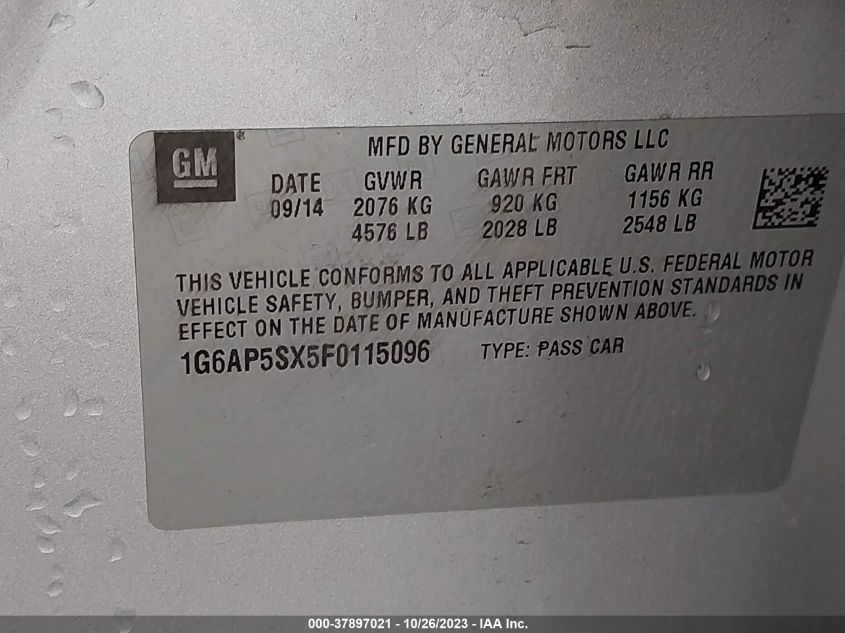 GM ®
MFD BY GENERAL MOTORS LLC
DATE GVWR GAWR FRT GAWR RR
09/14 2076 KG 920 KG 1156 KG
4576 LB 2028 LB 2548 LB
THIS VEHICLE CONFORMS TO ALL APPLICABLE U.S. FEDERAL MOTOR
VEHICLE SAFETY, BUMPER, AND THEFT PREVENTION STANDARDS IN
EFFECT ON THE DATE OF MANUFACTURE SHOWN ABOVE.
1G6AP5SX5F0115096 TYPE: PASS CAR
000-37897021 - 10/26/2023 - IAA Inc.